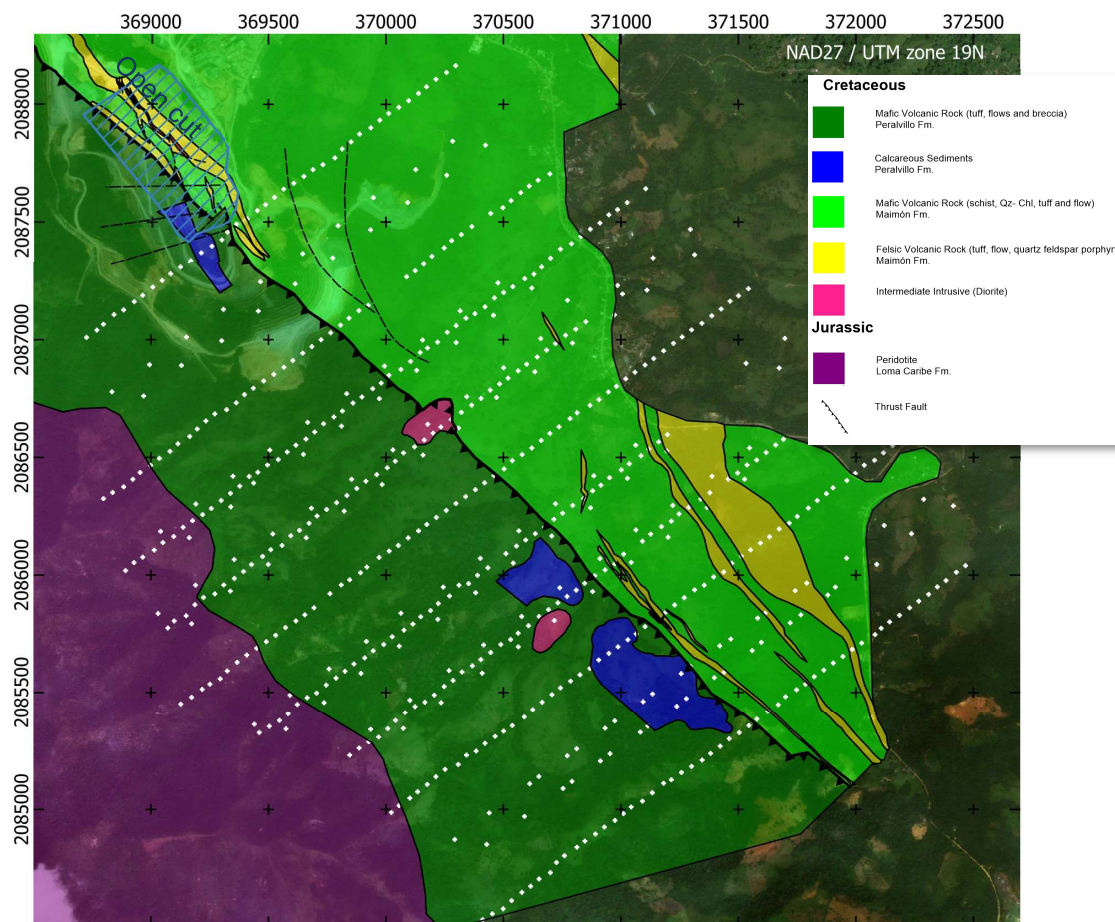 369000 369500 370000 370500 371000 371500 372000 372500
NAD27 / UTM zone 19N
2088000
2087500
2087000
2086500
2086000
2085500
2085000
Open cut
Cretaceous
Mafic Volcanic Rock (tuff, flows and breccia)
Peralvillo Fm.
Calcareous Sediments
Peralvillo Fm.
Mafic Volcanic Rock (schist, Qz- Chl, tuff and flow)
Maimón Fm.
Felsic Volcanic Rock (tuff, flow, quartz feldspar porphyr
Maimón Fm.
Intermediate Intrusive (Diorite)
Jurassic
Peridotite
Loma Caribe Fm.
Thrust Fault